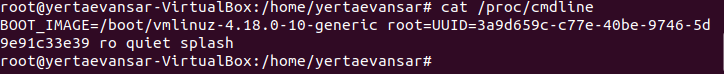 root@yertaevansar-VirtualBox:/home/yertaevansar# cat /proc/cmdline
BOOT_IMAGE=/boot/vmlinuz-4.18.0-10-generic root=UUID=3a9d659c-c77e-40be-9746-5d
9e91c33e39 ro quiet splash
root@yertaevansar-VirtualBox:/home/yertaevansar#